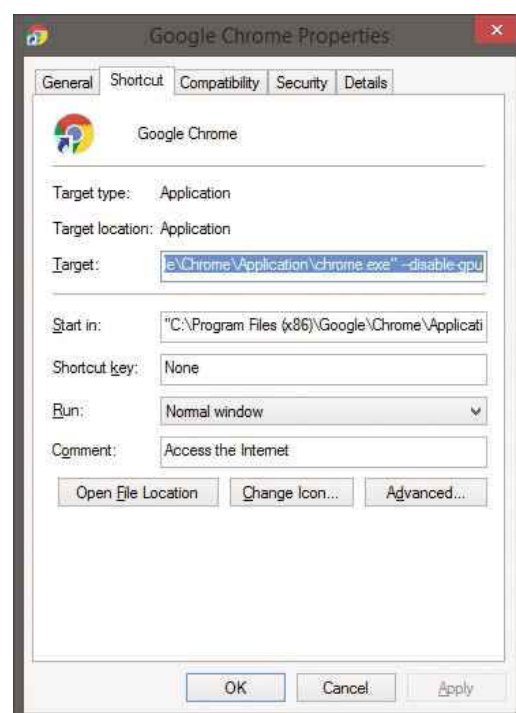 Google Chrome Properties
General Shortcut Compatibility Security Details
Google Chrome
Target type: Application
Target location: Application
Target: e\Chrome\Application\chrome.exe" --disable-gpu
Start in: "C:\Program Files (x86)\Google\Chrome\Applicati
Shortcut key: None
Run: Normal window
Comment: Access the Internet
Open File Location Change Icon... Advanced...
OK Cancel Apply